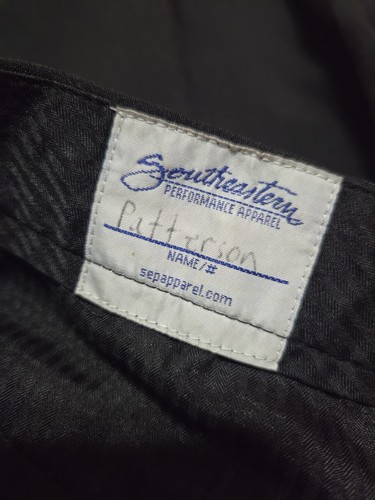 Southeastern
PERFORMANCE APPAREL
Patterson
NAME/#
sepapparel.com